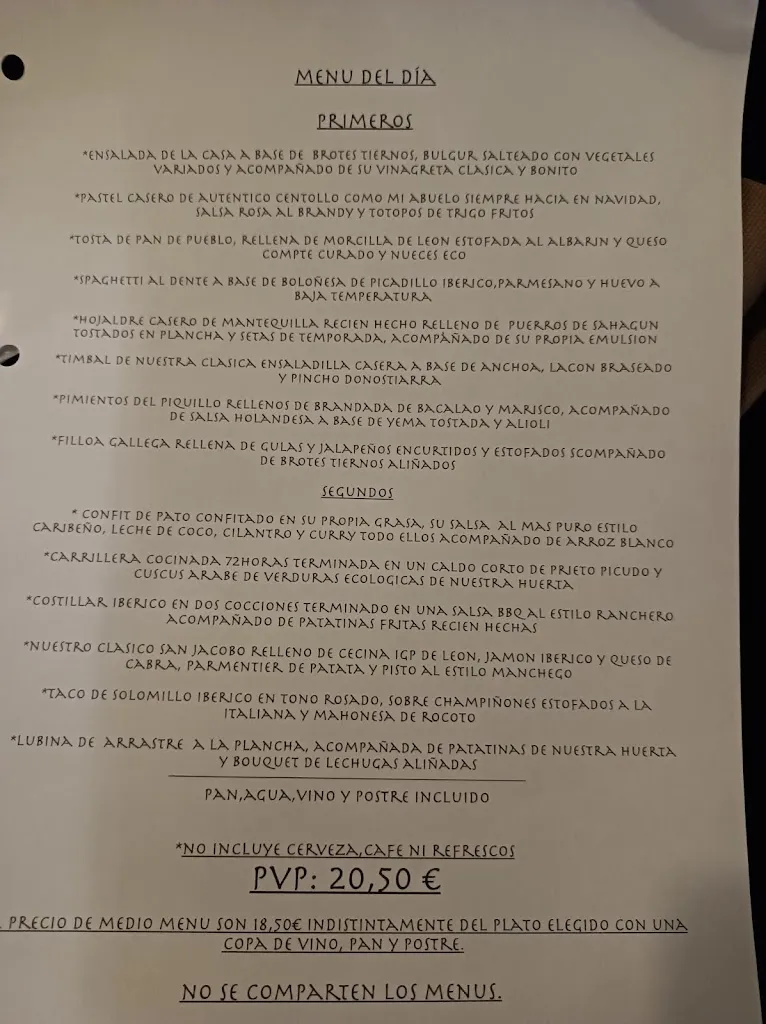 MENU DEL DÍA
PRIMEROS
*ENSALADA DE LA CASA A BASE DE BROTES TIERNOS, BULGUR SALTEADO CON VEGETALES
VARIADOS Y ACOMPAÑADO DE SU VINAGRETA CLASICA Y BONITO
*PASTEL CASERO DE AUTENTICO CENTOLLO COMO MI ABUELO SIEMPRE HACIA EN NAVIDAD,
SALSA ROSA AL BRANDY Y TOTOPOS DE TRIGO FRITOS
*TOSTA DE PAN DE PUEBLO, RELLENA DE MORCILLA DE LEON ESTOFADA AL ALBARIN Y QUESO
COMPTE CURADO Y NUECES ECO
*SPAGHETTI AL DENTE A BASE DE BOLOÑESA DE PICADILLO IBERICO,PARMESANO Y HUEVO A
BAJA TEMPERATURA
*HOJALDRE CASERO DE MANTEQUILLA RECIEN HECHO RELLENO DE PUERROS DE SAHAGUN
TOSTADOS EN PLANCHA Y SETAS DE TEMPORADA, ACOMPAÑADO DE SU PROPIA EMULSION
*TIMBAL DE NUESTRA CLASICA ENSALADILLA CASERA A BASE DE ANCHOA, LACON BRASEADO
Y PINCHO DONOSTIARRA
*PIMIENTOS DEL PIQUILLO RELLENOS DE BRANDADA DE BACALAO Y MARISCO, ACOMPAÑADO
DE SALSA HOLANDESA A BASE DE YEMA TOSTADA Y ALIOLI
*FILLOA GALLEGA RELLENA DE GULAS Y JALAPEÑOS ENCURTIDOS Y ESTOFADOS SCOMPAÑADO
DE BROTES TIERNOS ALIÑADOS
SEGUNDOS
* CONFIT DE PATO CONFITADO EN SU PROPIA GRASA, SU SALSA AL MAS PURO ESTILO
CARIBEÑO, LECHE DE COCO, CILANTRO Y CURRY TODO ELLOS ACOMPAÑADO DE ARROZ BLANCO
*CARRILLERA COCINADA 72HORAS TERMINADA EN UN CALDO CORTO DE PRIETO PICUDO Y
CUSCUS ARABE DE VERDURAS ECOLOGICAS DE NUESTRA HUERTA
*COSTILLAR IBERICO EN DOS COCCIONES TERMINADO EN UNA SALSA BBQ AL ESTILO RANCHERO
ACOMPAÑADO DE PATATINAS FRITAS RECIEN HECHAS
*NUESTRO CLASICO SAN JACOBO RELLENO DE CECINA IGP DE LEON, JAMON IBERICO Y QUESO DE
CABRA, PARMENTIER DE PATATA Y PISTO AL ESTILO MANCHEGO
*TACO DE SOLOMILLO IBERICO EN TONO ROSADO, SOBRE CHAMPIÑONES ESTOFADOS A LA
ITALIANA Y MAHONESA DE ROCOTO
*LUBINA DE ARRASTRE A LA PLANCHA, ACOMPAÑADA DE PATATINAS DE NUESTRA HUERTA
Y BOUQUET DE LECHUGAS ALIÑADAS
PAN,AGUA,VINO Y POSTRE INCLUIDO
*NO INCLUYE CERVEZA,CAFE NI REFRESCOS
PVP: 20,50 €
PRECIO DE MEDIO MENU SON 18,50€ INDISTINTAMENTE DEL PLATO ELEGIDO CON UNA
COPA DE VINO, PAN Y POSTRE.
NO SE COMPARTEN LOS MENUS.